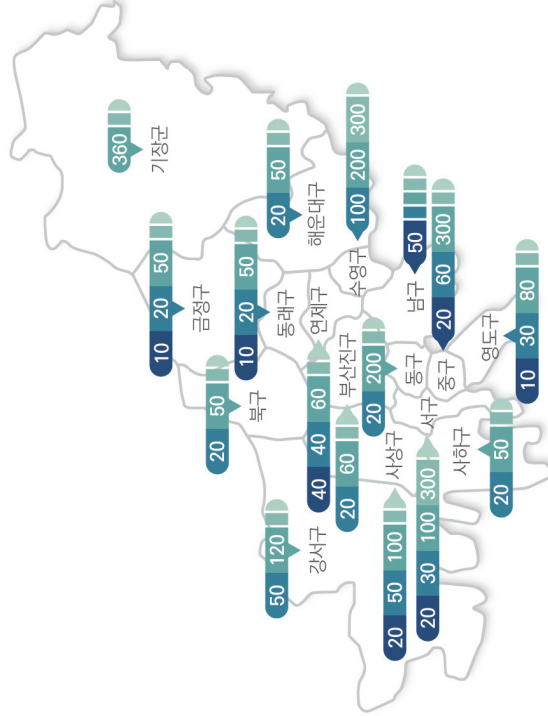 360
기장군
10 20 50
금정구
20 50
북구
10 20 50
동래구
20 50
해운대구
50 120
강서구
40 40 60
연제구
20 60
부산진구
100 200 300
수영구
20 200
동구
20 50 100
사상구
50
남구
20 30 100 300
서구
20 60 300
중구
20 50
사하구
10 30 80
영도구